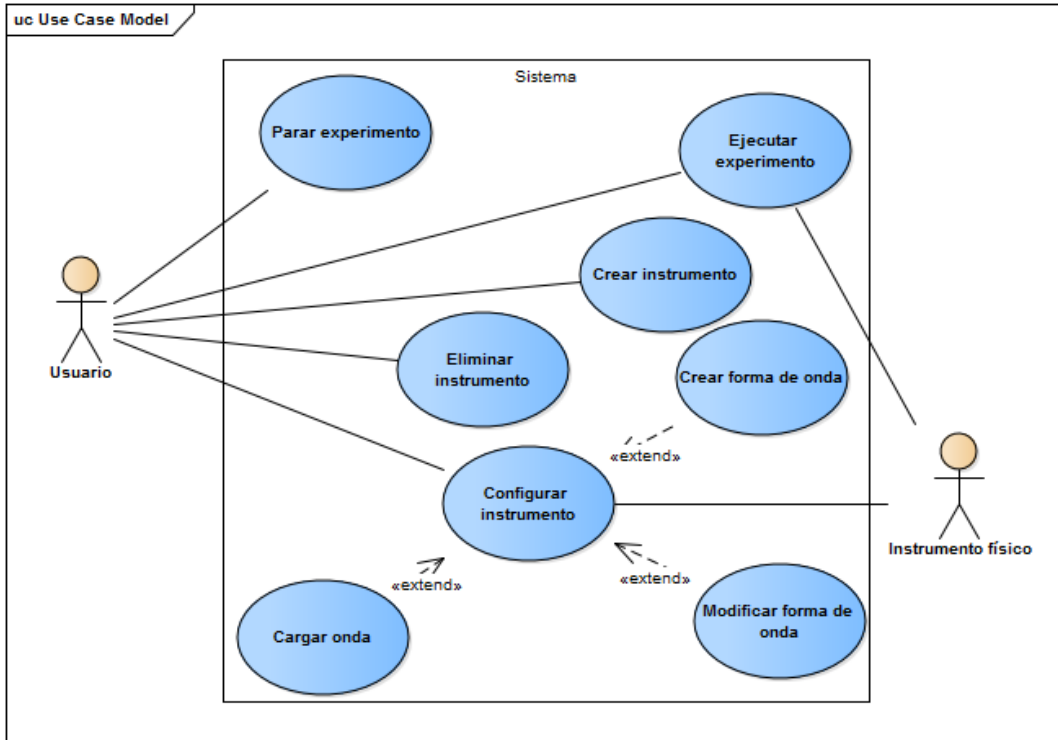 uc Use Case Model
Sistema
Parar experimento
Ejecutar
experimento
Crear instrumento
Usuario
Eliminar
instrumento
Crear forma de onda
«extend»
Configurar
instrumento
Instrumento físico
«extend»
«extend»
Cargar onda
Modificar forma de
onda